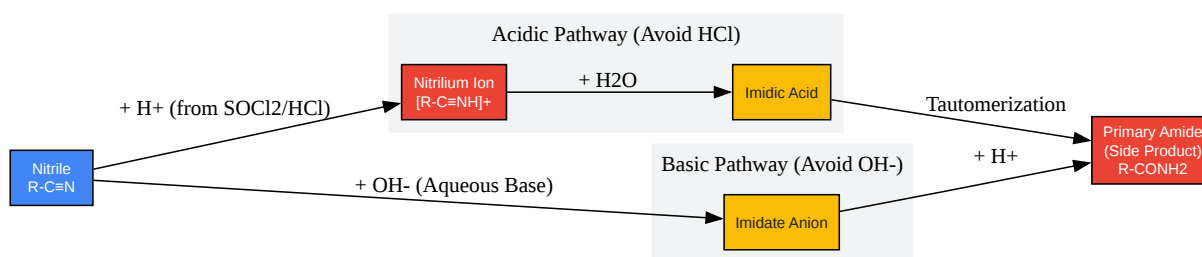 Acidic Pathway (Avoid HCl)
Nitrilium Ion
[R-C≡NH]+
+ H2O
Imidic Acid
+ H+ (from SOCl2/HCl)
Tautomerization
Nitrile
R-C≡N
Primary Amide
(Side Product)
R-CONH2
+ H+
Basic Pathway (Avoid OH-)
+ OH- (Aqueous Base)
Imidate Anion